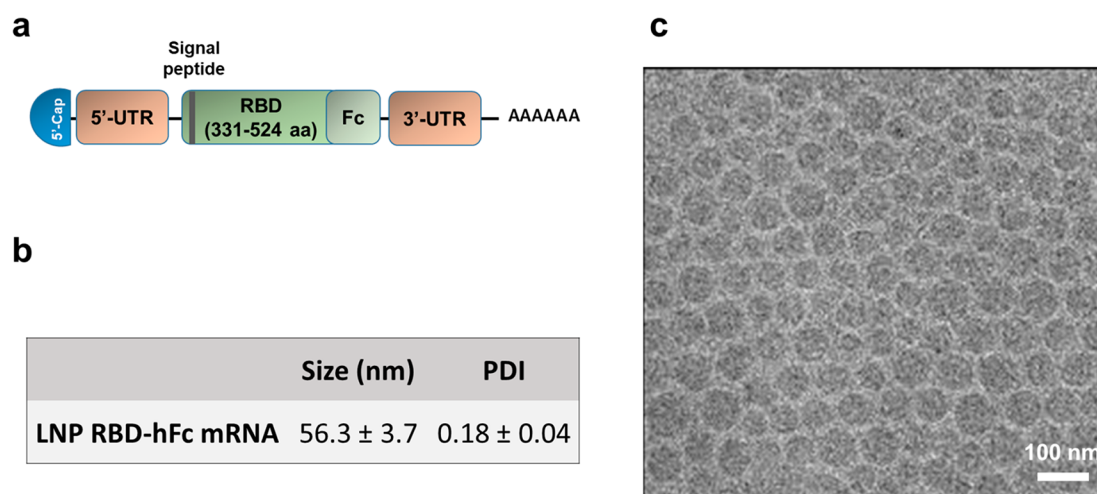 a
Signal
peptide
5'-Cap
5'-UTR
RBD
(331-524 aa)
Fc
3'-UTR
AAAAAA
b
Size (nm) PDI
LNP RBD-hFc mRNA 56.3 ± 3.7 0.18 ± 0.04
c
100 nm